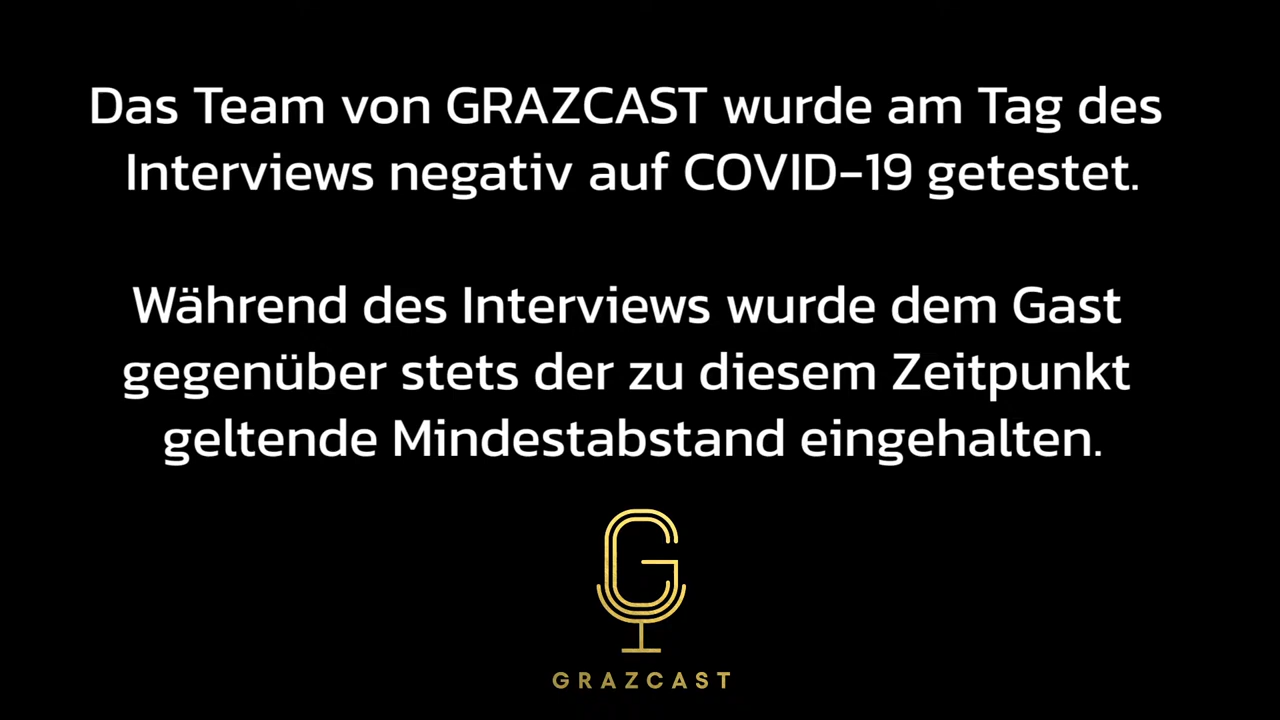 Das Team von GRAZCAST wurde am Tag des
Interviews negativ auf COVID-19 getestet.
Während des Interviews wurde dem Gast
gegenüber stets der zu diesem Zeitpunkt
geltende Mindestabstand eingehalten.
G
GRAZCAST